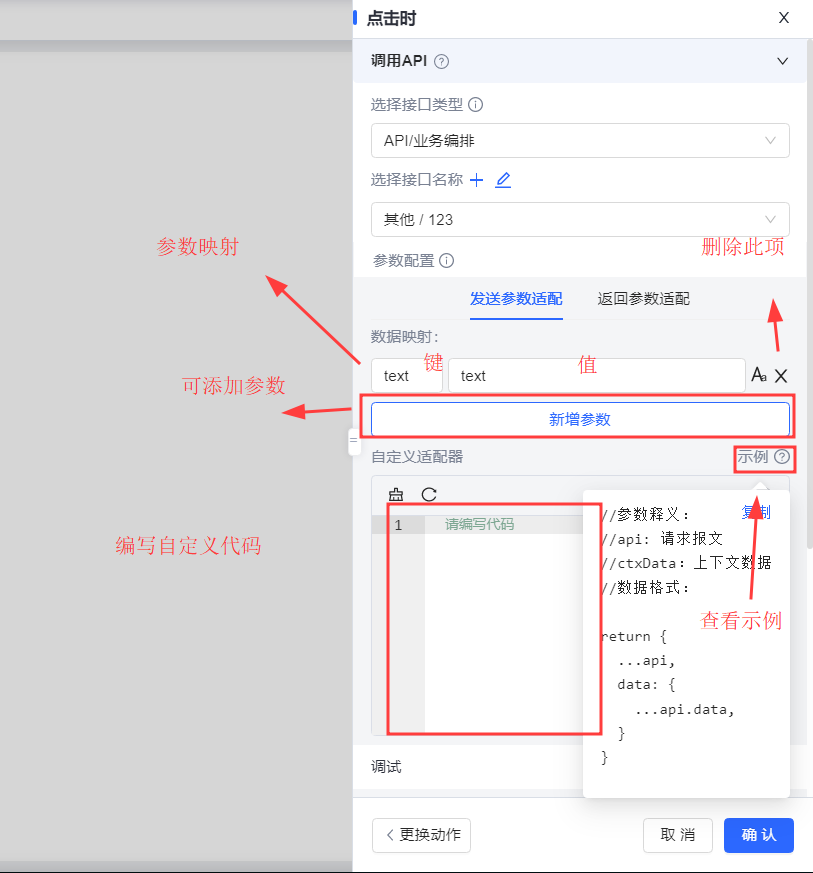 点击时 X
调用API
选择接口类型
API/业务编排
选择接口名称
其他 / 123
删除此项
参数映射
参数配置
发送参数适配 返回参数适配
数据映射:
text 键 text 值 Aa
可添加参数
新增参数
自定义适配器 示例
1 请编写代码
复制
//参数释义:
//api: 请求报文
//ctxData: 上下文数据
//数据格式:
return {
...api,
data: {
...api.data,
}
}
编写自定义代码
查看示例
调试
更换动作 取 消 确 认